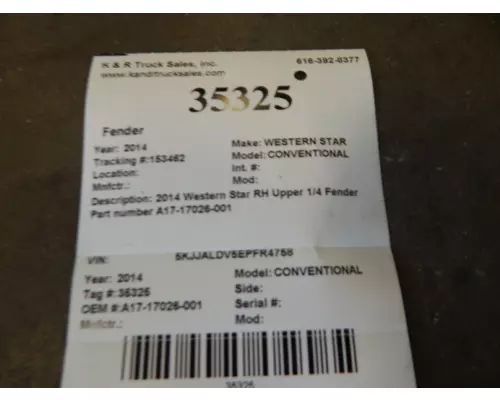 K & R Truck Sales, inc. 616-392-0377
www.kandrtrucksales.com
35325
Fender
Year: 2014 Make: WESTERN STAR
Tracking #:153462 Model: CONVENTIONAL
Location: Int. #:
Mnfctr.: Mod:
Description: 2014 Western Star RH Upper 1/4 Fender
Part number A17-17026-001
VIN: 5KJJALDV5EPFR4758
Year: 2014 Model: CONVENTIONAL
Tag #:35325 Side:
OEM #:A17-17026-001 Serial #:
Mnfctr.: Mod:
35325